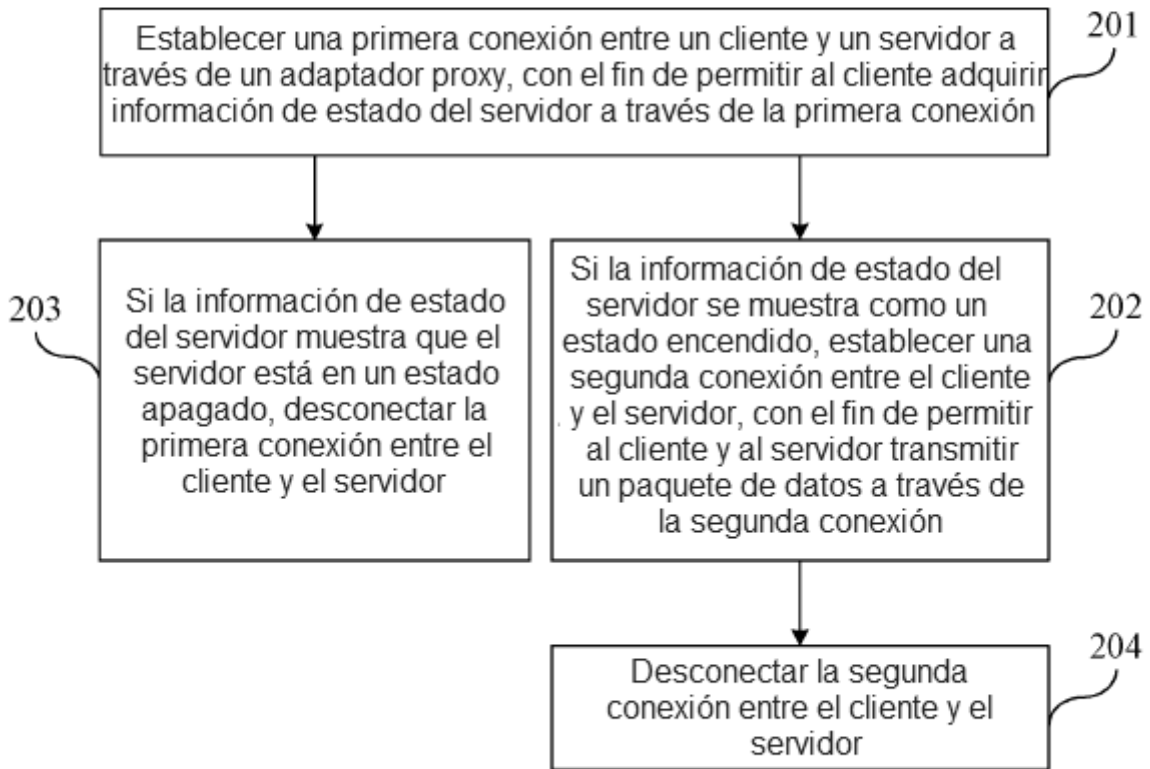 Establecer una primera conexión entre un cliente y un servidor a
través de un adaptador proxy, con el fin de permitir al cliente adquirir
información de estado del servidor a través de la primera conexión
201
203
Si la información de estado
del servidor muestra que el
servidor está en un estado
apagado, desconectar la
primera conexión entre el
cliente y el servidor
Si la información de estado del
servidor se muestra como un
estado encendido, establecer una
segunda conexión entre el cliente
y el servidor, con el fin de permitir
al cliente y al servidor transmitir
un paquete de datos a través de
la segunda conexión
202
Desconectar la segunda
conexión entre el cliente y el
servidor
204